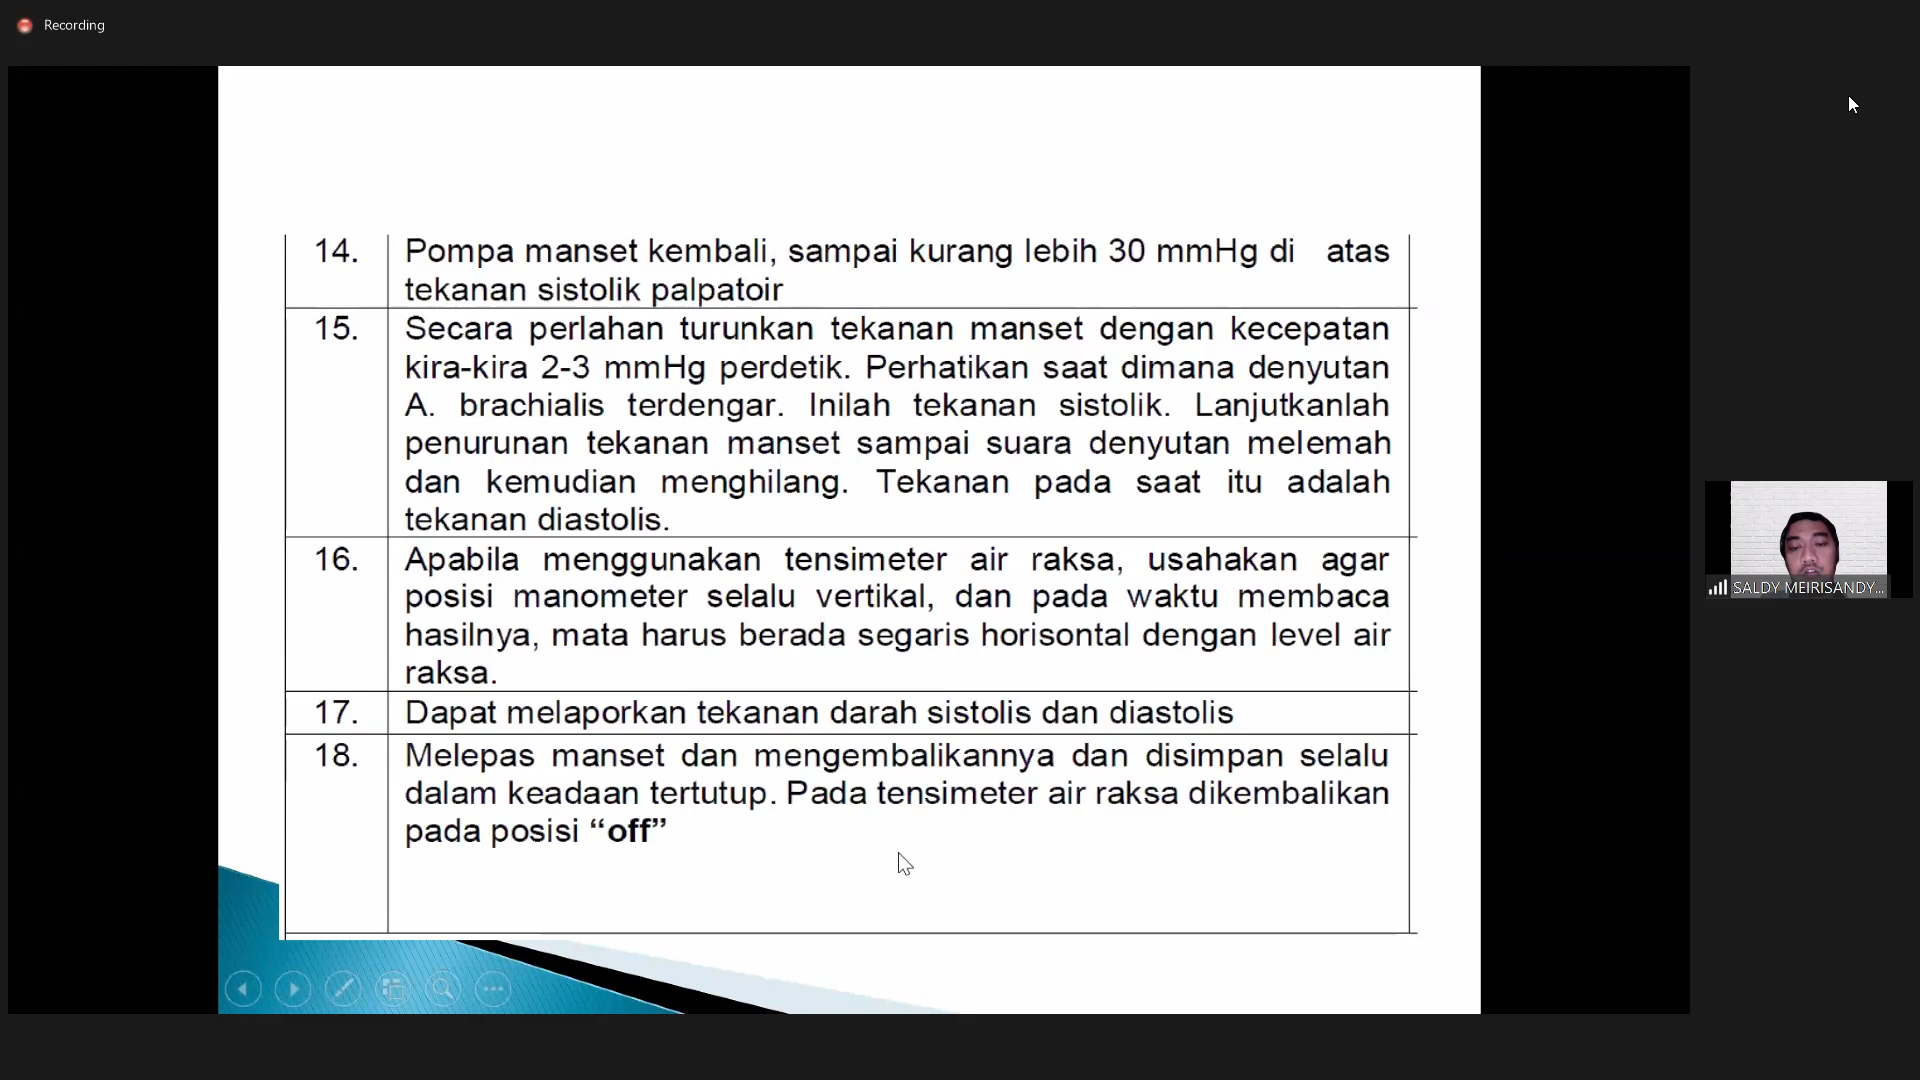 Recording
14. Pompa manset kembali, sampai kurang lebih 30 mmHg di atas
tekanan sistolik palpatoir
15. Secara perlahan turunkan tekanan manset dengan kecepatan
kira-kira 2-3 mmHg perdetik. Perhatikan saat dimana denyutan
A. brachialis terdengar. Inilah tekanan sistolik. Lanjutkanlah
penurunan tekanan manset sampai suara denyutan melemah
dan kemudian menghilang. Tekanan pada saat itu adalah
tekanan diastolis.
16. Apabila menggunakan tensimeter air raksa, usahakan agar
posisi manometer selalu vertikal, dan pada waktu membaca
hasilnya, mata harus berada segaris horisontal dengan level air
raksa.
17. Dapat melaporkan tekanan darah sistolis dan diastolis
18. Melepas manset dan mengembalikannya dan disimpan selalu
dalam keadaan tertutup. Pada tensimeter air raksa dikembalikan
pada posisi “off”
SALDY MEIRISANDY...